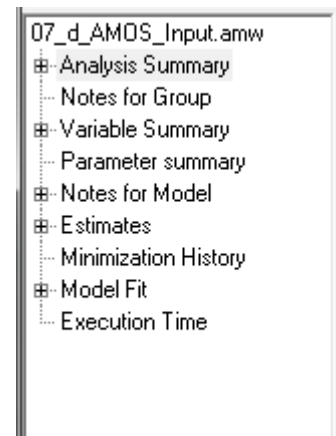 07_d_AMOS_Input.amw
Analysis Summary
Notes for Group
Variable Summary
Parameter summary
Notes for Model
Estimates
Minimization History
Model Fit
Execution Time